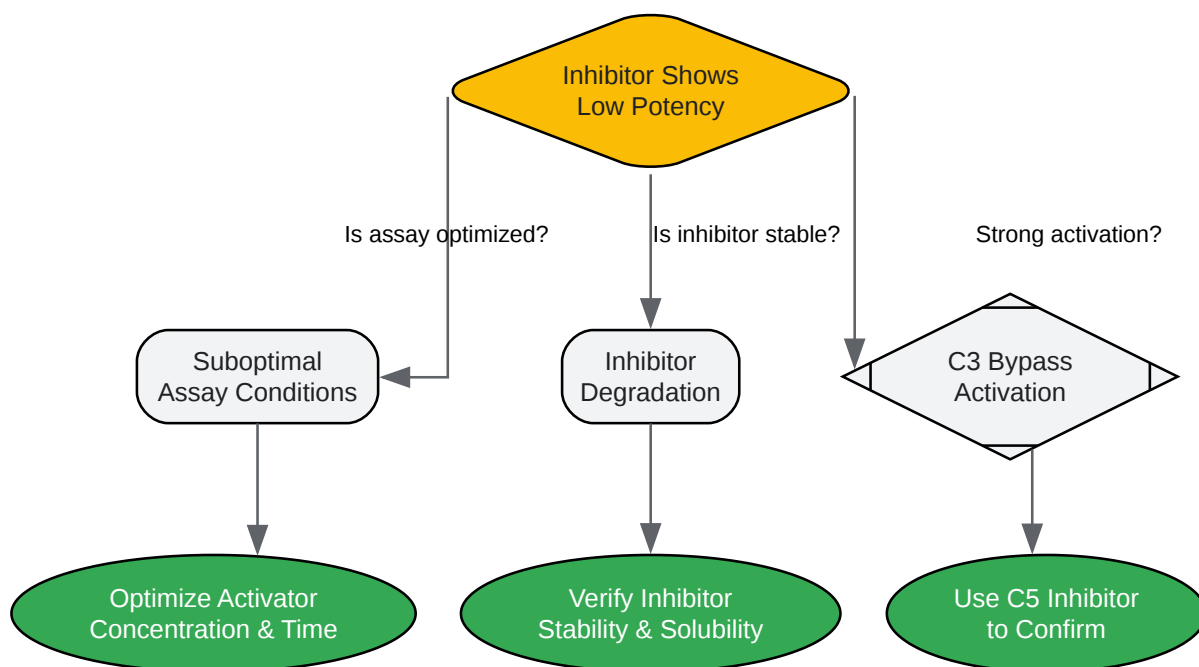 Inhibitor Shows
Low Potency
Is assay optimized?
Is inhibitor stable?
Strong activation?
Suboptimal
Assay Conditions
Inhibitor
Degradation
C3 Bypass
Activation
Optimize Activator
Concentration & Time
Verify Inhibitor
Stability & Solubility
Use C5 Inhibitor
to Confirm